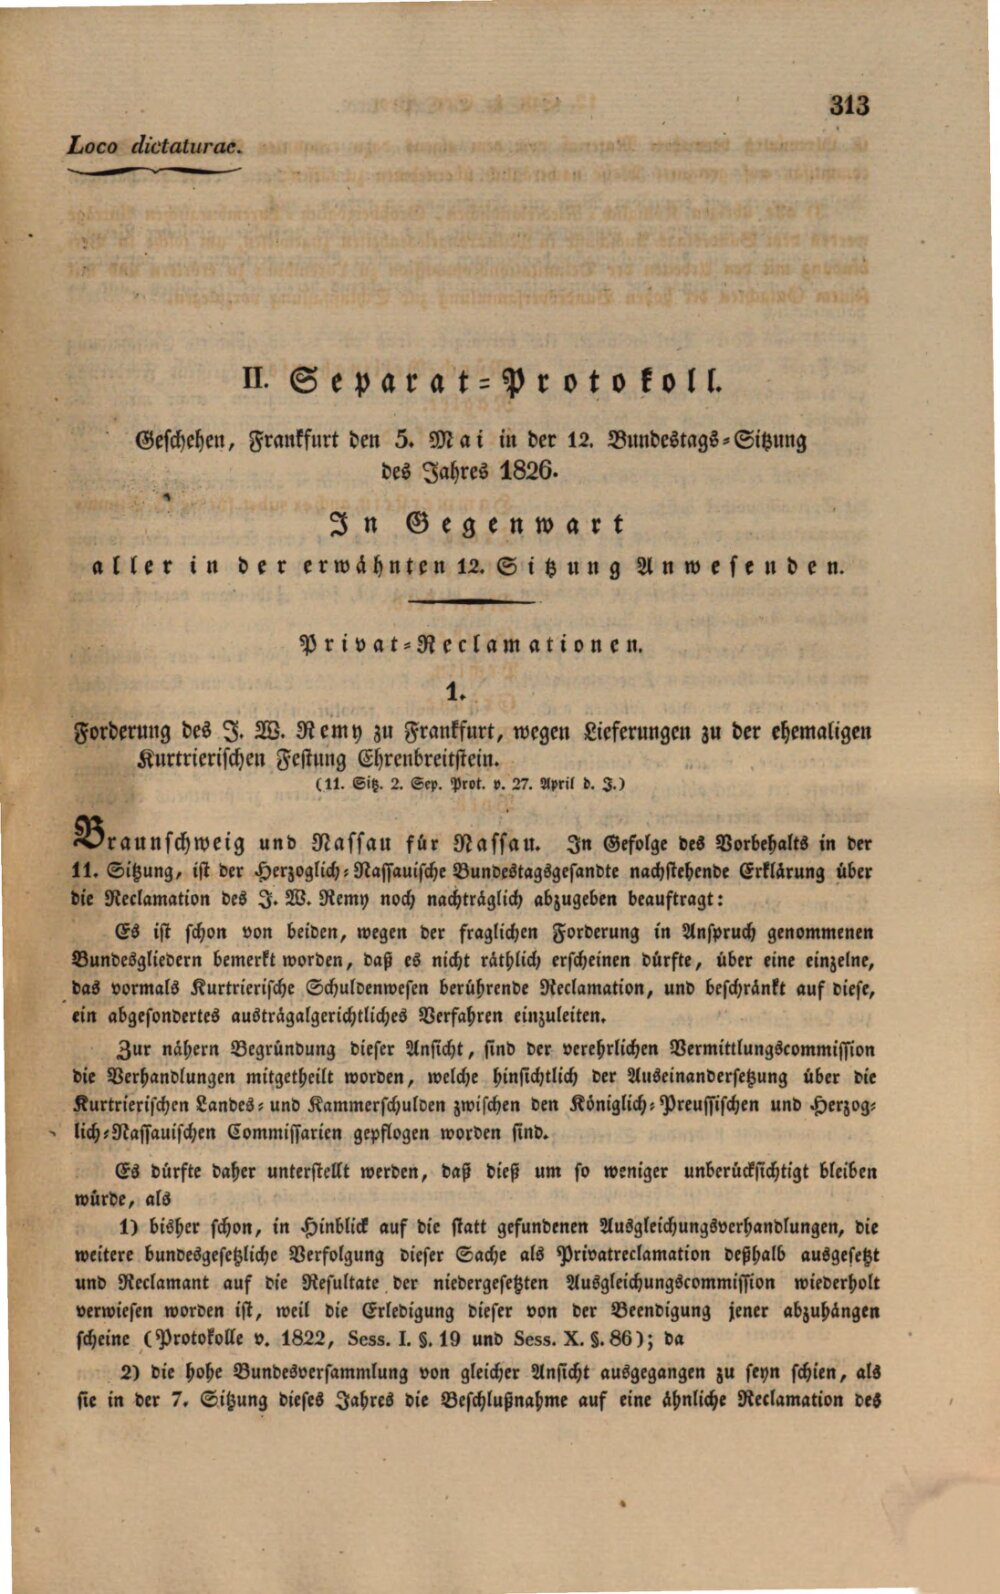 313
Loco dictaturae.
II. Separat-Protokoll.
Geschehen, Frankfurt den 5. Mai in der 12. Bundestags-Sitzung
des Jahres 1826.
In Gegenwart
aller in der erwähnten 12. Sitzung Anwesenden.
Privat-Reclamationen.
1.
Forderung des J. W. Remy zu Frankfurt, wegen Lieferungen zu der ehemaligen
Kurtrierischen Festung Ehrenbreitstein.
(11. Sitz. 2. Sep. Prot. v. 27. April d. J.)
Braunschweig und Nassau für Nassau. In Gefolge des Vorbehalts in der
11. Sitzung, ist der Herzoglich-Nassauische Bundestagsgesandte nachstehende Erklärung über
die Reclamation des J. W. Remy noch nachträglich abzugeben beauftragt:
Es ist schon von beiden, wegen der fraglichen Forderung in Anspruch genommenen
Bundesgliedern bemerkt worden, daß es nicht räthlich erscheinen dürfte, über eine einzelne,
das vormals Kurtrierische Schuldenwesen berührende Reclamation, und beschränkt auf diese,
ein abgesondertes austrägalgerichtliches Verfahren einzuleiten.
Zur nähern Begründung dieser Ansicht, sind der verehrlichen Vermittlungscommission
die Verhandlungen mitgetheilt worden, welche hinsichtlich der Auseinandersetzung über die
Kurtrierischen Landes- und Kammerschulden zwischen den Königlich-Preussischen und Herzog-
lich-Nassauischen Commissarien gepflogen worden sind.
Es dürfte daher unterstellt werden, daß dieß um so weniger unberücksichtigt bleiben
würde, als
1) bisher schon, in Hinblick auf die statt gefundenen Ausgleichungsverhandlungen, die
weitere bundesgesetzliche Verfolgung dieser Sache als Privatreclamation deßhalb ausgesetzt
und Reclamant auf die Resultate der niedergesetzten Ausgleichungscommission wiederholt
verwiesen worden ist, weil die Erledigung dieser von der Beendigung jener abzuhängen
scheine (Protokolle v. 1822, Sess. I. §. 19 und Sess. X. §. 86); da
2) die hohe Bundesversammlung von gleicher Ansicht ausgegangen zu seyn schien, als
sie in der 7. Sitzung dieses Jahres die Beschlußnahme auf eine ähnliche Reclamation des